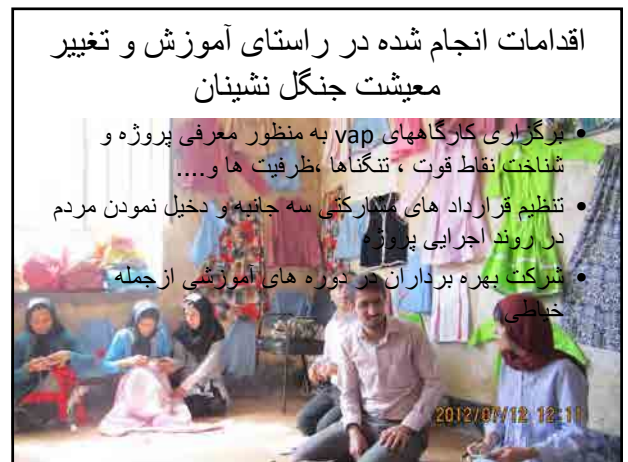 اقدامات انجام شده در راستای آموزش و تغییر
معیشت جنگل نشینان
• برگزاری کارگاههای vap به منظور معرفی پروژه و
شناخت نقاط قوت ، تنگناها ،ظرفیت ها و....
• تنظیم قرارداد های مشارکتی سه جانبه و دخیل نمودن مردم
در روند اجرایی پروژه
• شرکت بهره برداران در دوره های آموزشی ازجمله
خیاطی
2012/07/12 12:11